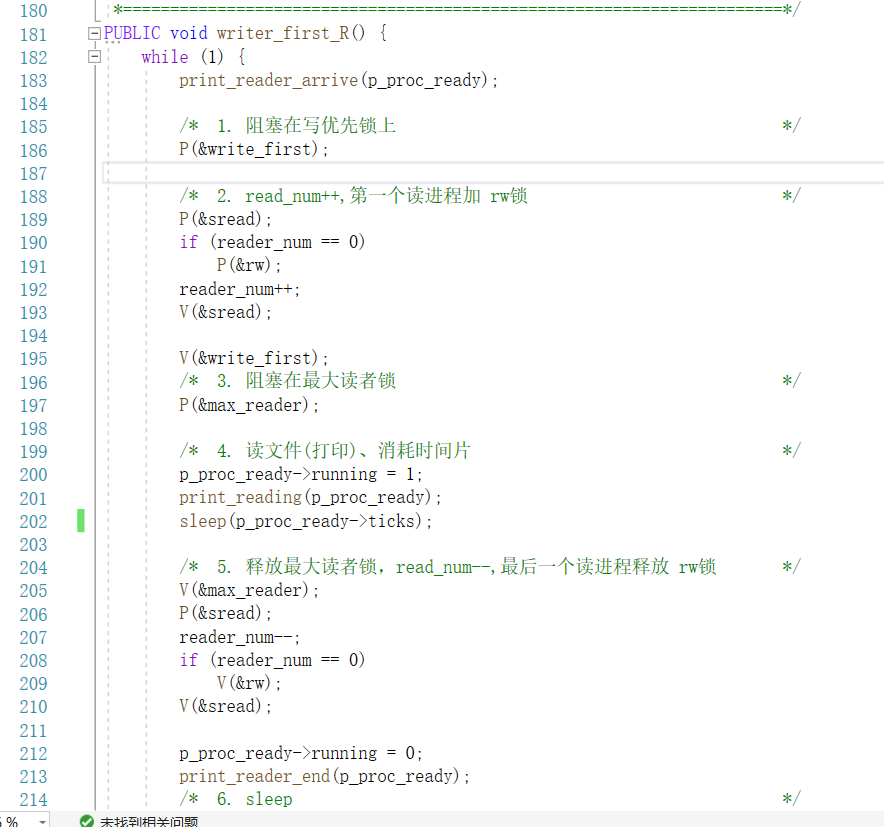 180 *======================================================================*/
181 PUBLIC void writer_first_R() {
182 while (1) {
183 print_reader_arrive(p_proc_ready);
184
185 /* 1. 阻塞在写优先锁上 */
186 P(&write_first);
187
188 /* 2. read_num++,第一个读进程加 rw锁 */
189 P(&sread);
190 if (reader_num == 0)
191 P(&rw);
192 reader_num++;
193 V(&sread);
194
195 V(&write_first);
196 /* 3. 阻塞在最大读者锁 */
197 P(&max_reader);
198
199 /* 4. 读文件(打印)、消耗时间片 */
200 p_proc_ready->running = 1;
201 print_reading(p_proc_ready);
202 sleep(p_proc_ready->ticks);
203
204 /* 5. 释放最大读者锁，read_num--,最后一个读进程释放 rw锁 */
205 V(&max_reader);
206 P(&sread);
207 reader_num--;
208 if (reader_num == 0)
209 V(&rw);
210 V(&sread);
211
212 p_proc_ready->running = 0;
213 print_reader_end(p_proc_ready);
214 /* 6. sleep */
% 未找到相关问题